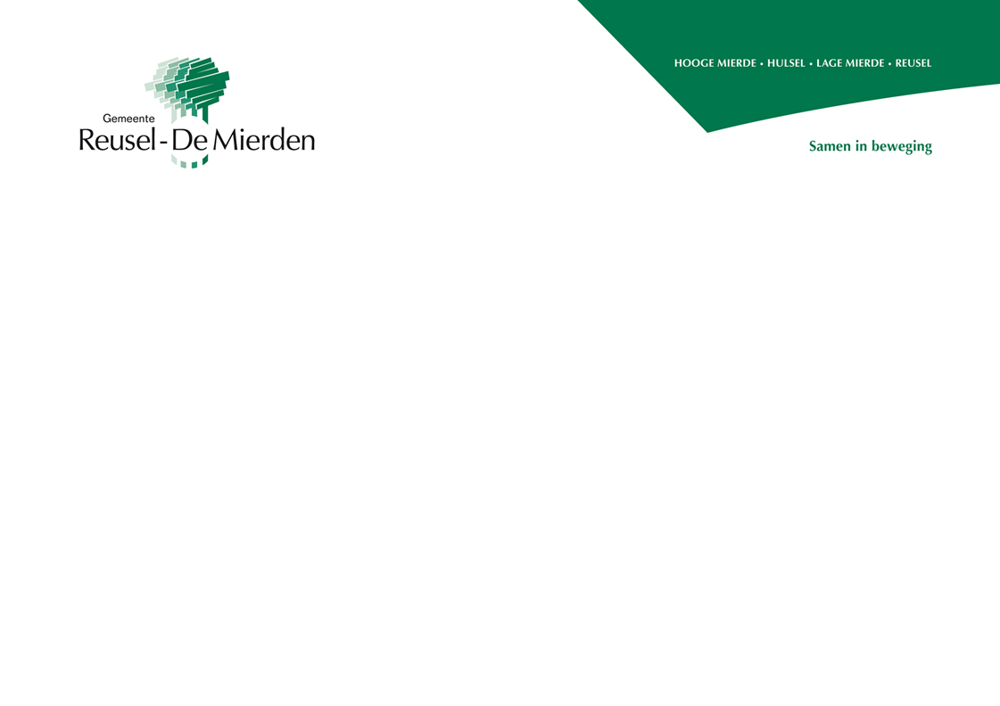 HOOGE MIERDE • HULSEL • LAGE MIERDE • REUSEL
Gemeente
Reusel-De Mierden
Samen in beweging